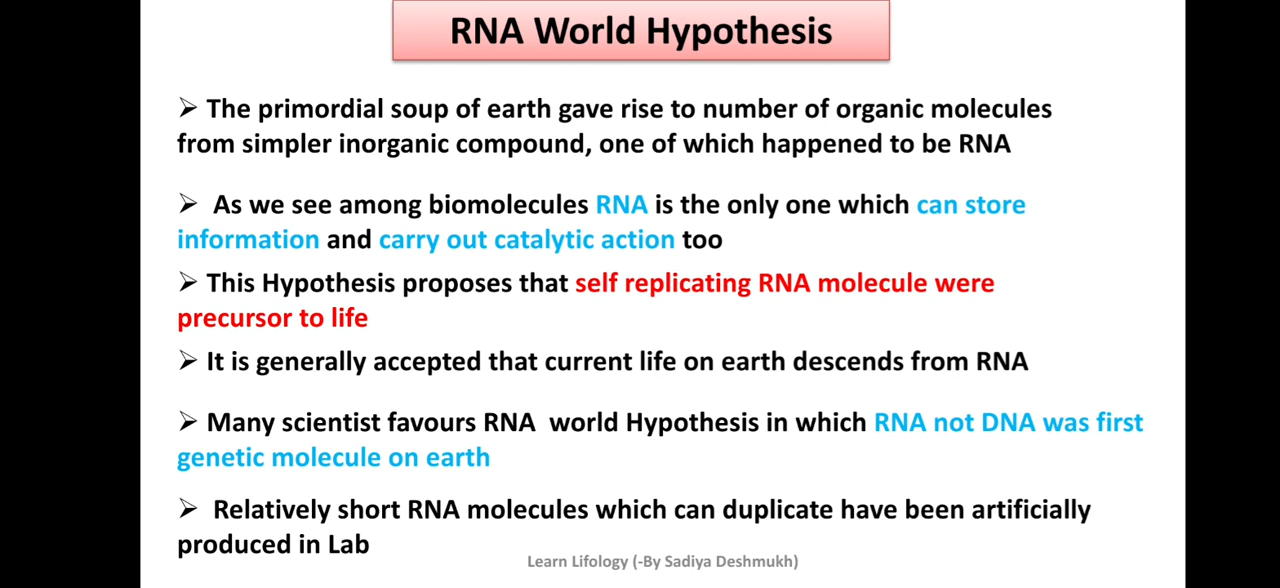 RNA World Hypothesis
➢ The primordial soup of earth gave rise to number of organic molecules
from simpler inorganic compound, one of which happened to be RNA
➢ As we see among biomolecules RNA is the only one which can store
information and carry out catalytic action too
➢ This Hypothesis proposes that self replicating RNA molecule were
precursor to life
➢ It is generally accepted that current life on earth descends from RNA
➢ Many scientist favours RNA world Hypothesis in which RNA not DNA was first
genetic molecule on earth
➢ Relatively short RNA molecules which can duplicate have been artificially
produced in Lab
Learn Lifology (-By Sadiya Deshmukh)